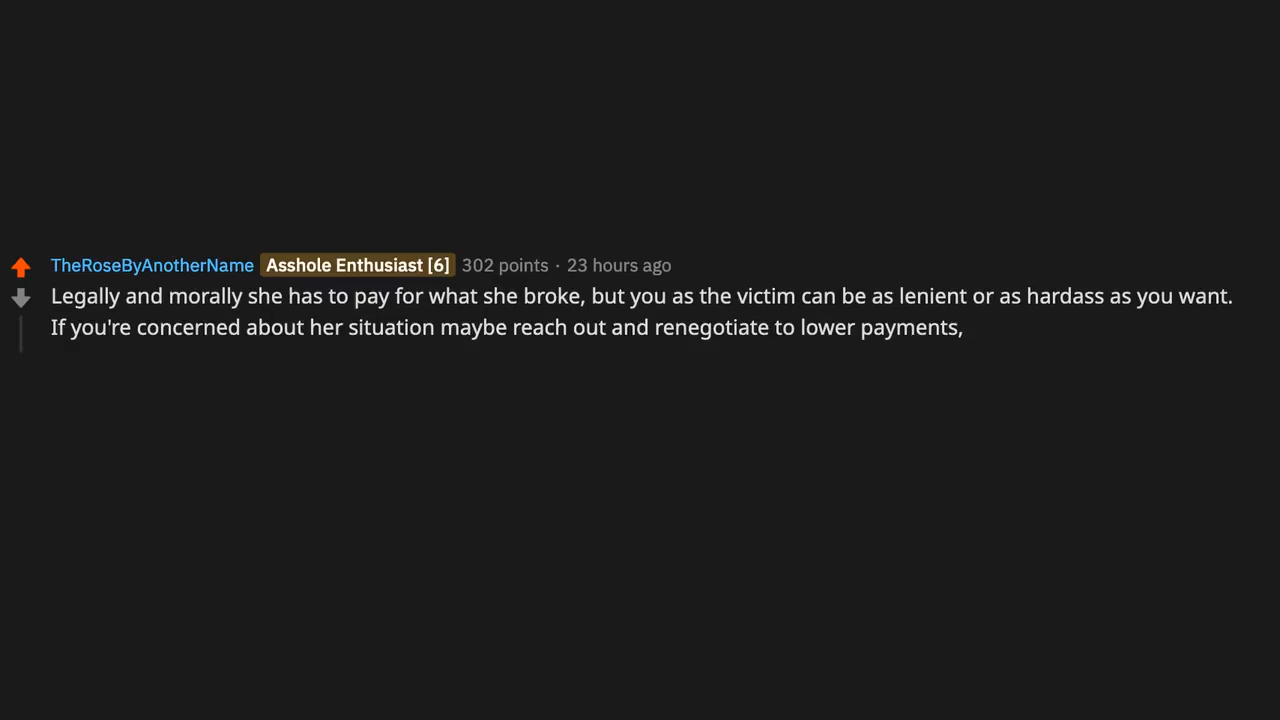 TheRoseByAnotherName Asshole Enthusiast [6] 302 points · 23 hours ago
Legally and morally she has to pay for what she broke, but you as the victim can be as lenient or as hardass as you want.
If you're concerned about her situation maybe reach out and renegotiate to lower payments,